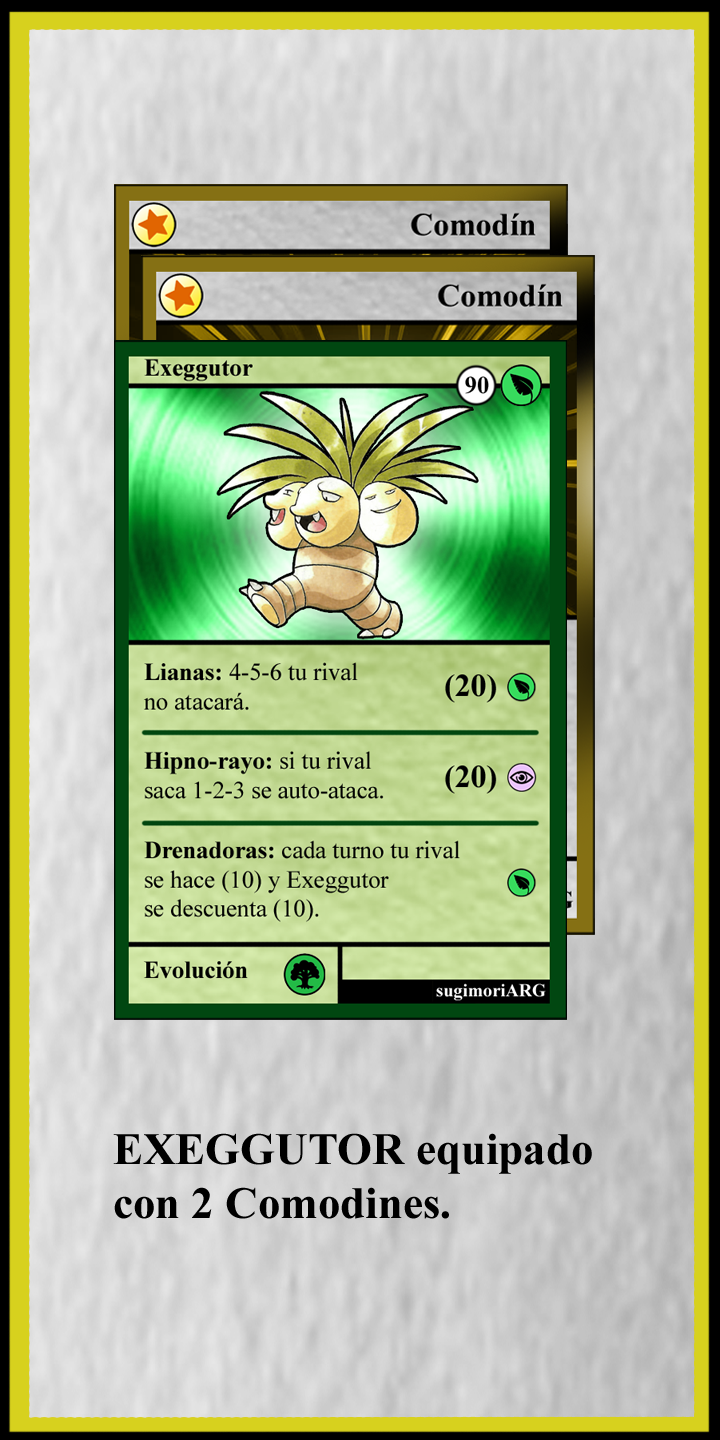 Comodín
Comodín
Exeggutor
90
Lianas: 4-5-6 tu rival
no atacará.
(20)
Hipno-rayo: si tu rival
saca 1-2-3 se auto-ataca.
(20)
Drenadoras: cada turno tu rival
se hace (10) y Exeggutor
se descuenta (10).
Evolución
sugimoriARG
EXEGGUTOR equipado
con 2 Comodines.